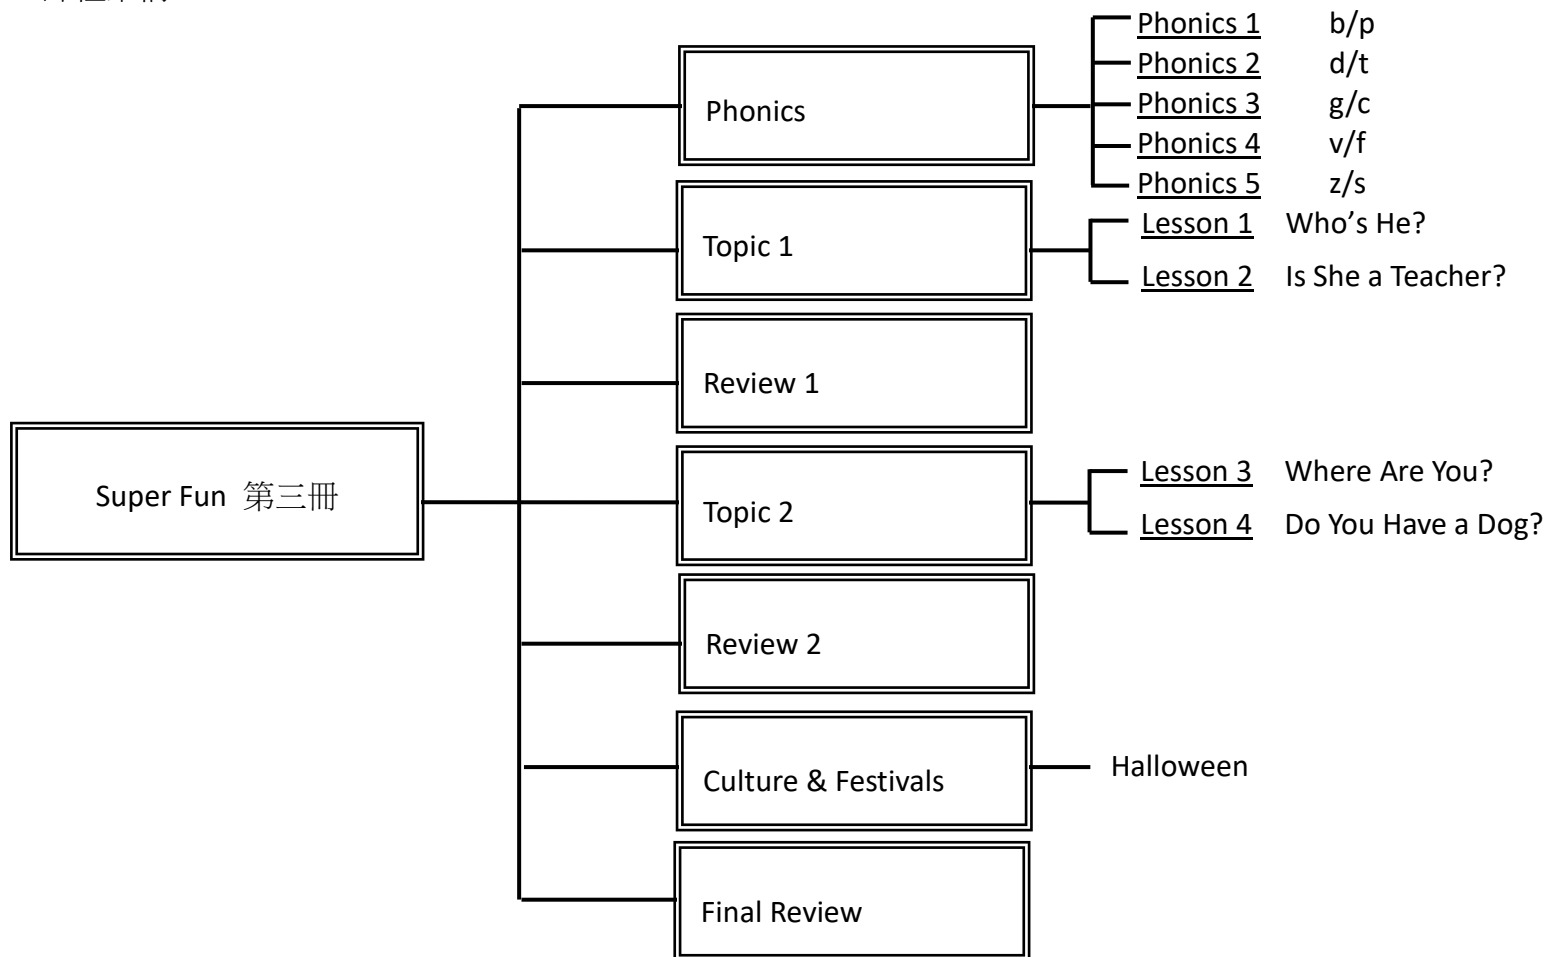 Phonics 1 b/p
Phonics 2 d/t
Phonics 3 g/c
Phonics 4 v/f
Phonics 5 z/s
Phonics
Topic 1
Lesson 1 Who’s He?
Lesson 2 Is She a Teacher?
Review 1
Super Fun 第三冊
Topic 2
Lesson 3 Where Are You?
Lesson 4 Do You Have a Dog?
Review 2
Culture & Festivals
Halloween
Final Review